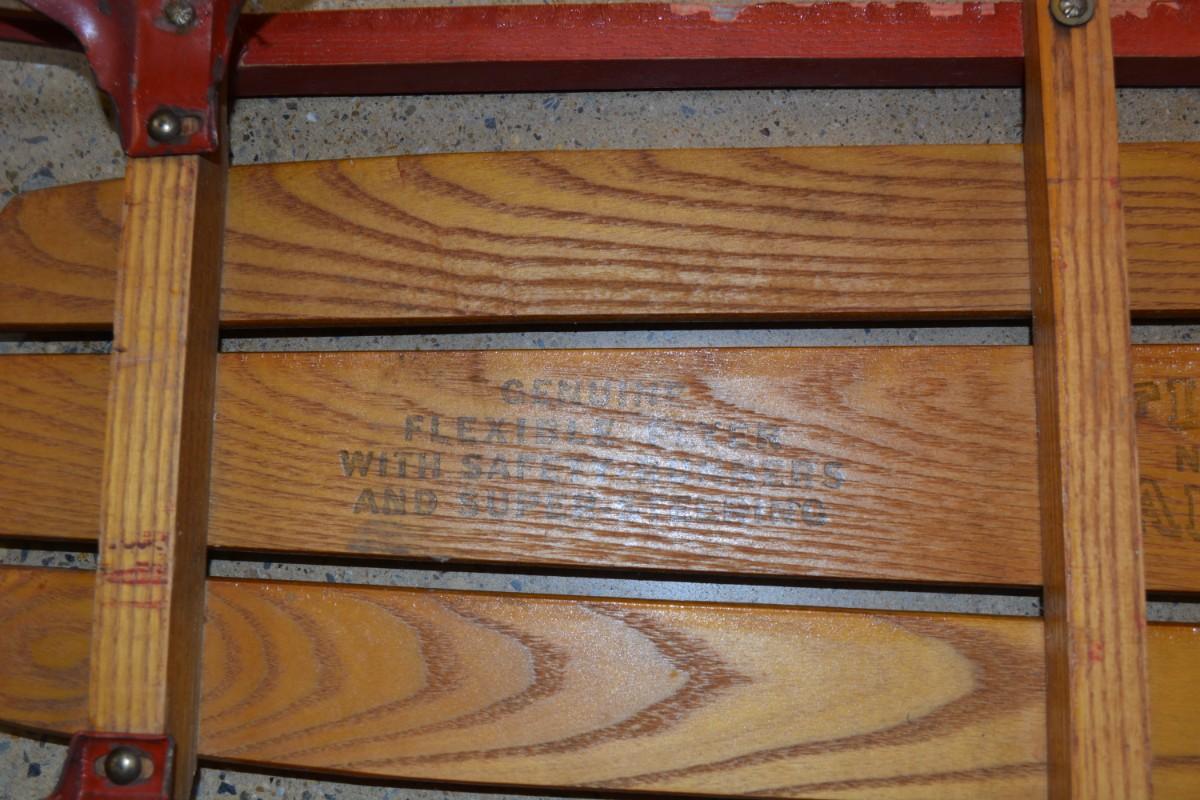 GENUINE
FLEXIBLE FLYER
WITH SAFETY-RUNNERS
AND SUPER-STEERING